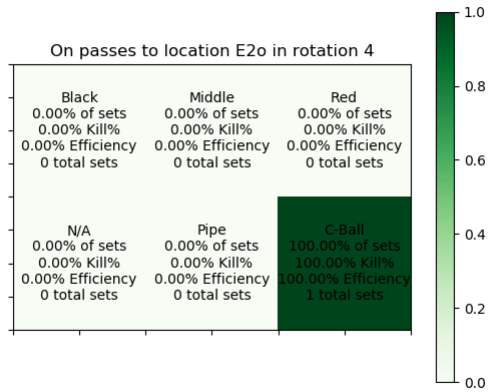 On passes to location E2o in rotation 4
Black
0.00% of sets
0.00% Kill%
0.00% Efficiency
0 total sets
Middle
0.00% of sets
0.00% Kill%
0.00% Efficiency
0 total sets
Red
0.00% of sets
0.00% Kill%
0.00% Efficiency
0 total sets
N/A
0.00% of sets
0.00% Kill%
0.00% Efficiency
0 total sets
Pipe
0.00% of sets
0.00% Kill%
0.00% Efficiency
0 total sets
C-Ball
100.00% of sets
100.00% Kill%
100.00% Efficiency
1 total sets
1.0
0.8
0.6
0.4
0.2
0.0